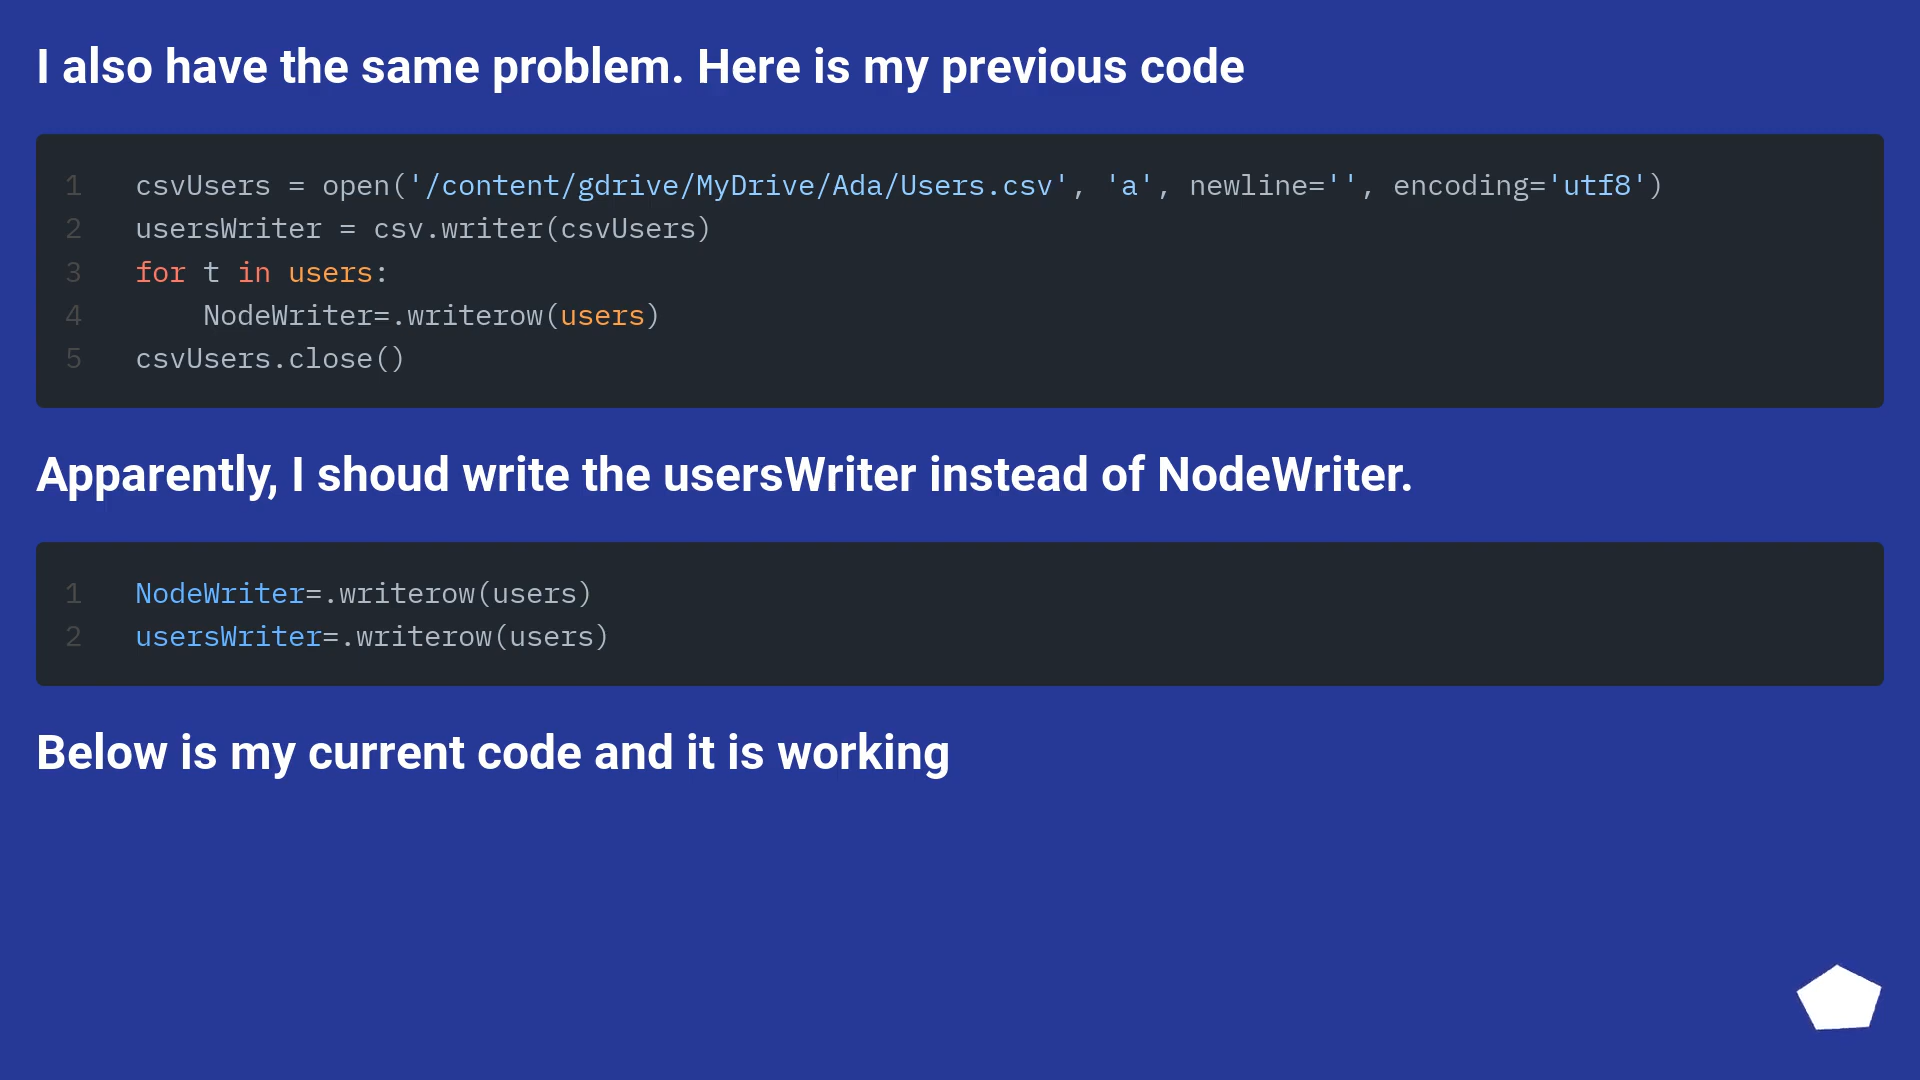 I also have the same problem. Here is my previous code
1 csvUsers = open('/content/gdrive/MyDrive/Ada/Users.csv', 'a', newline='', encoding='utf8')
2 usersWriter = csv.writer(csvUsers)
3 for t in users:
4     NodeWriter=.writerow(users)
5 csvUsers.close()
Apparently, I shoud write the usersWriter instead of NodeWriter.
1 NodeWriter=.writerow(users)
2 usersWriter=.writerow(users)
Below is my current code and it is working